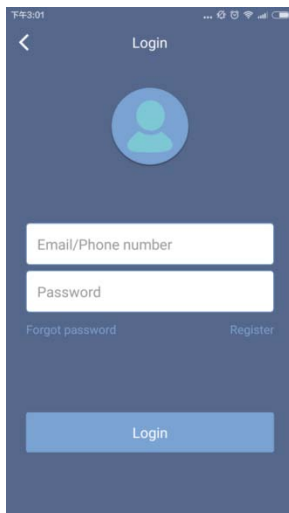 下午3:01
Login
Email/Phone number
Password
Forgot password Register
Login